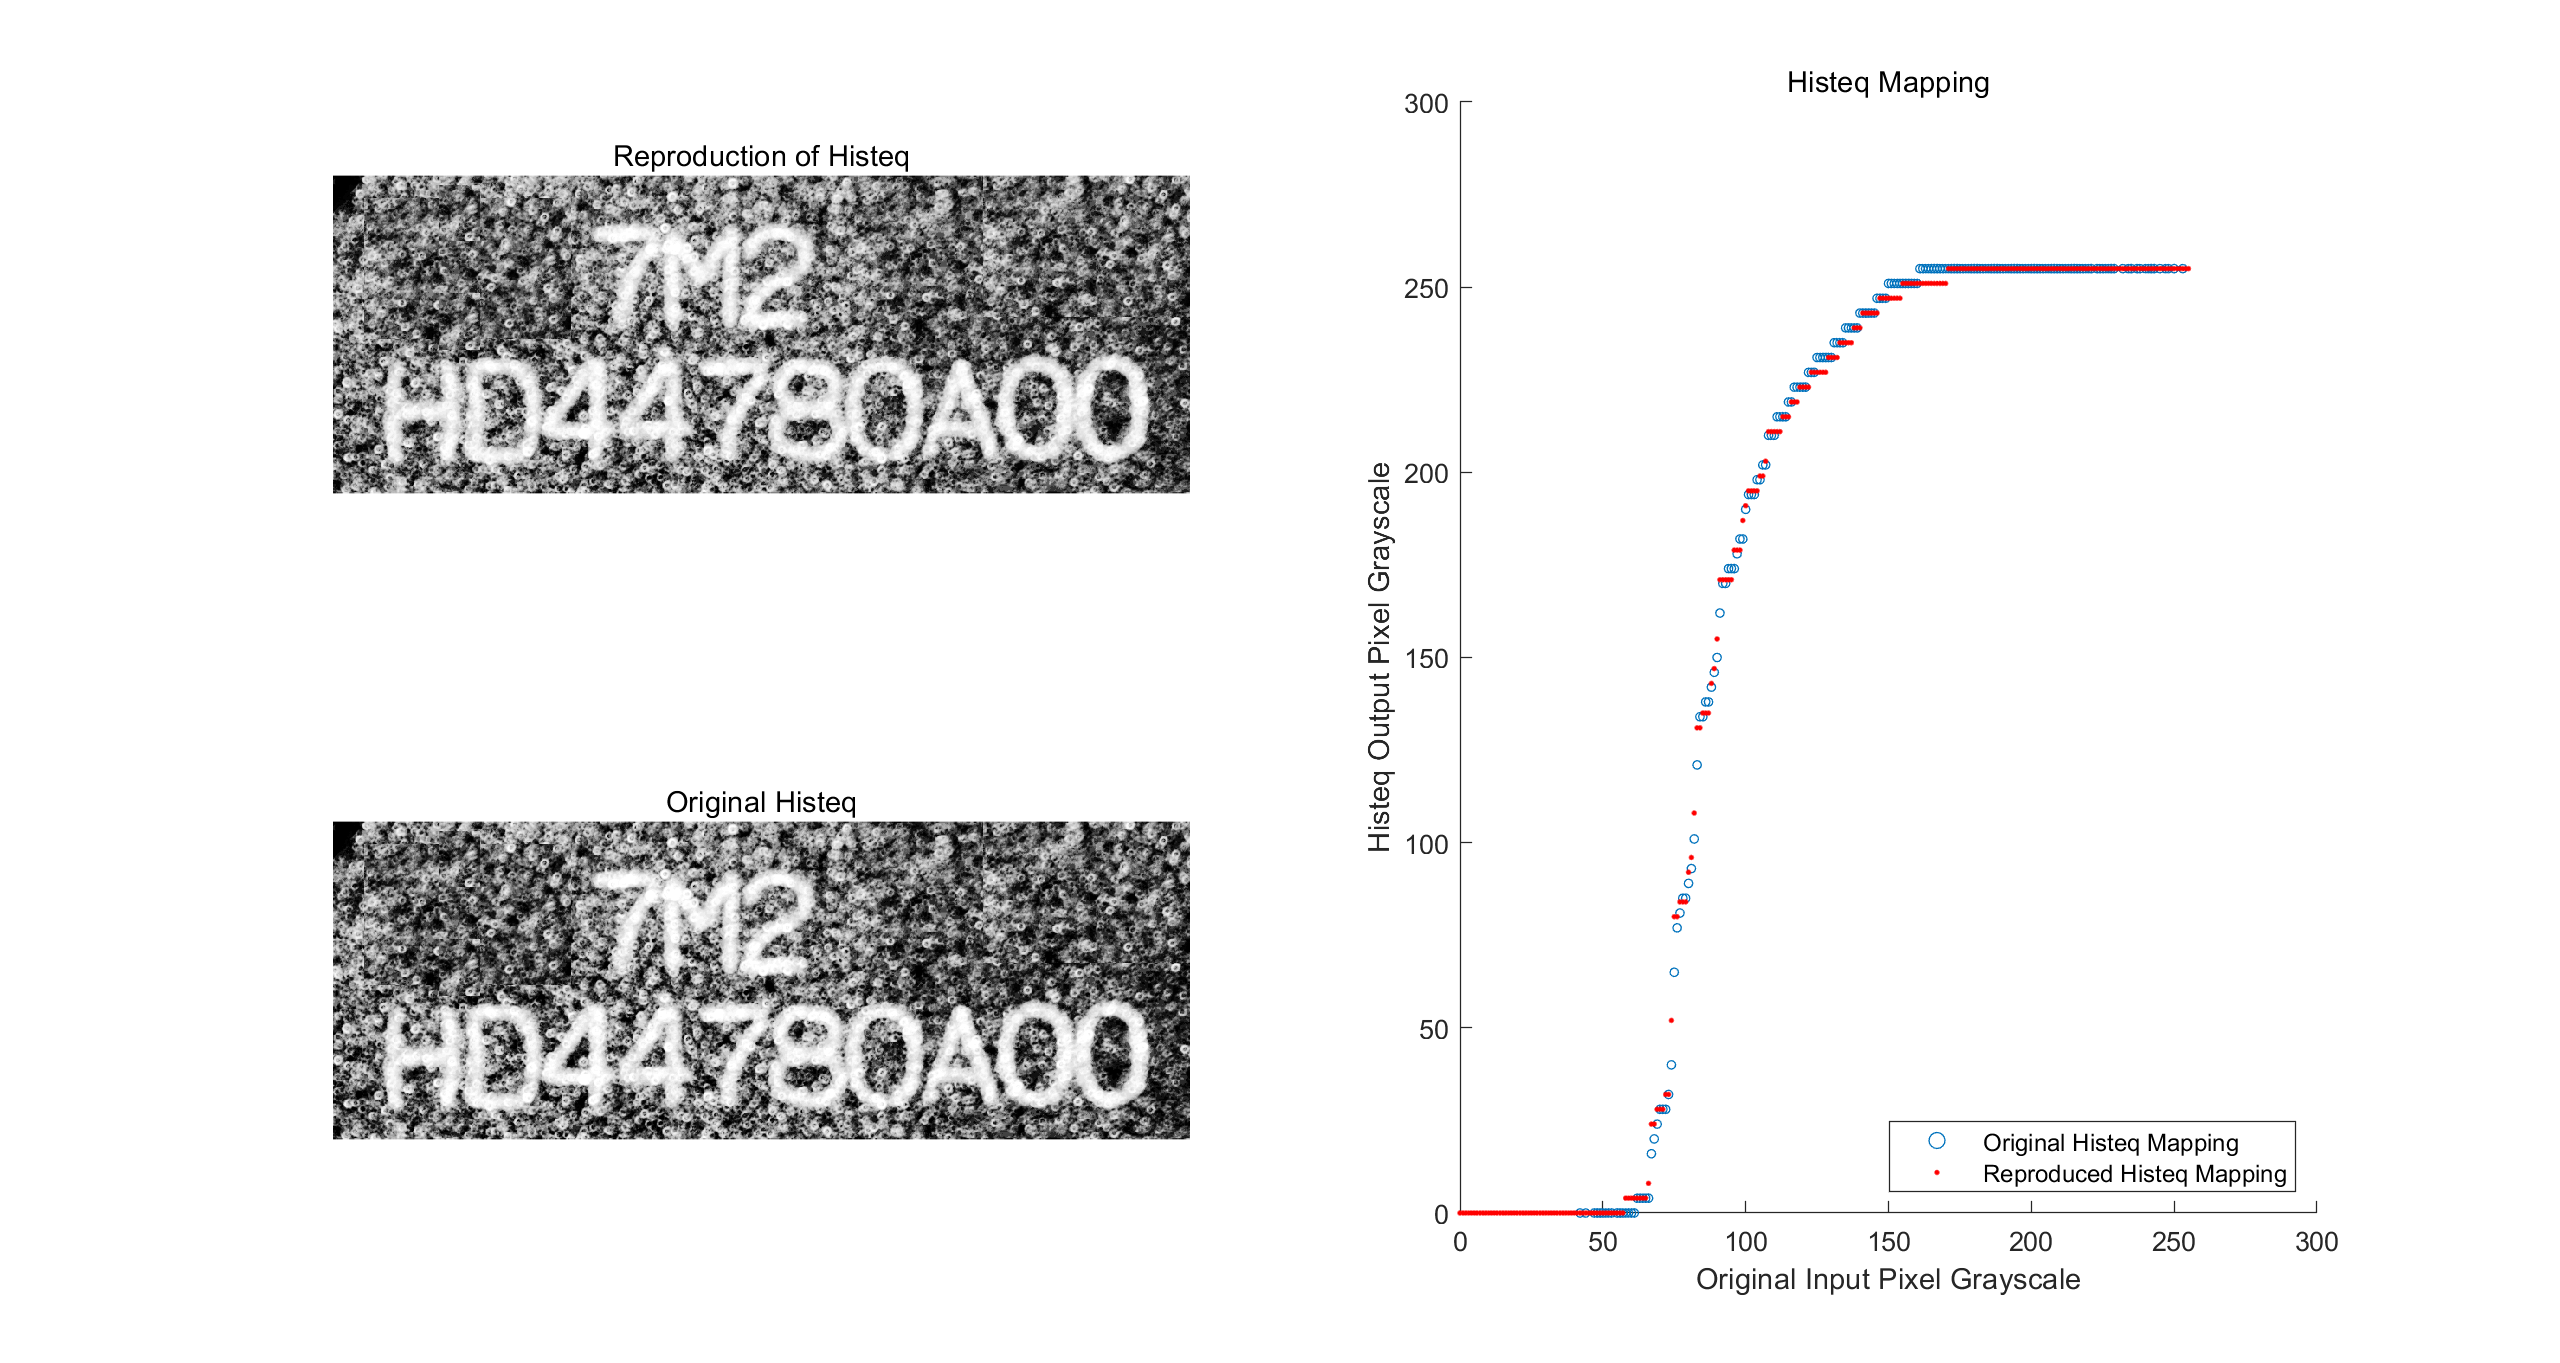 Reproduction of Histeq
7M2
HD44780A00
Original Histeq
7M2
HD44780A00
Histeq Mapping
300
250
200
150
100
50
0
Histeq Output Pixel Grayscale
0 50 100 150 200 250 300
Original Input Pixel Grayscale
Original Histeq Mapping
Reproduced Histeq Mapping